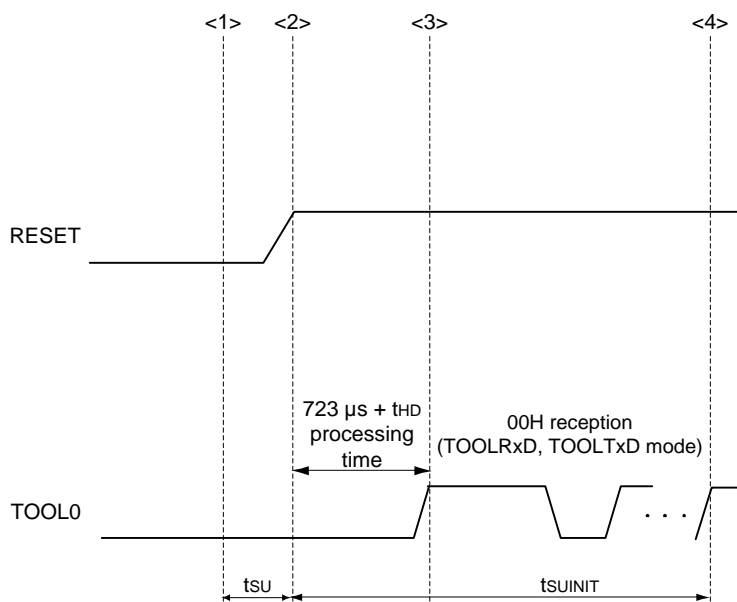 <1> <2> <3> <4>
RESET
723 µs + tHD
processing
time
00H reception
(TOOLRxD, TOOLTxD mode)
TOOL0
. . .
tSU tSUINIT